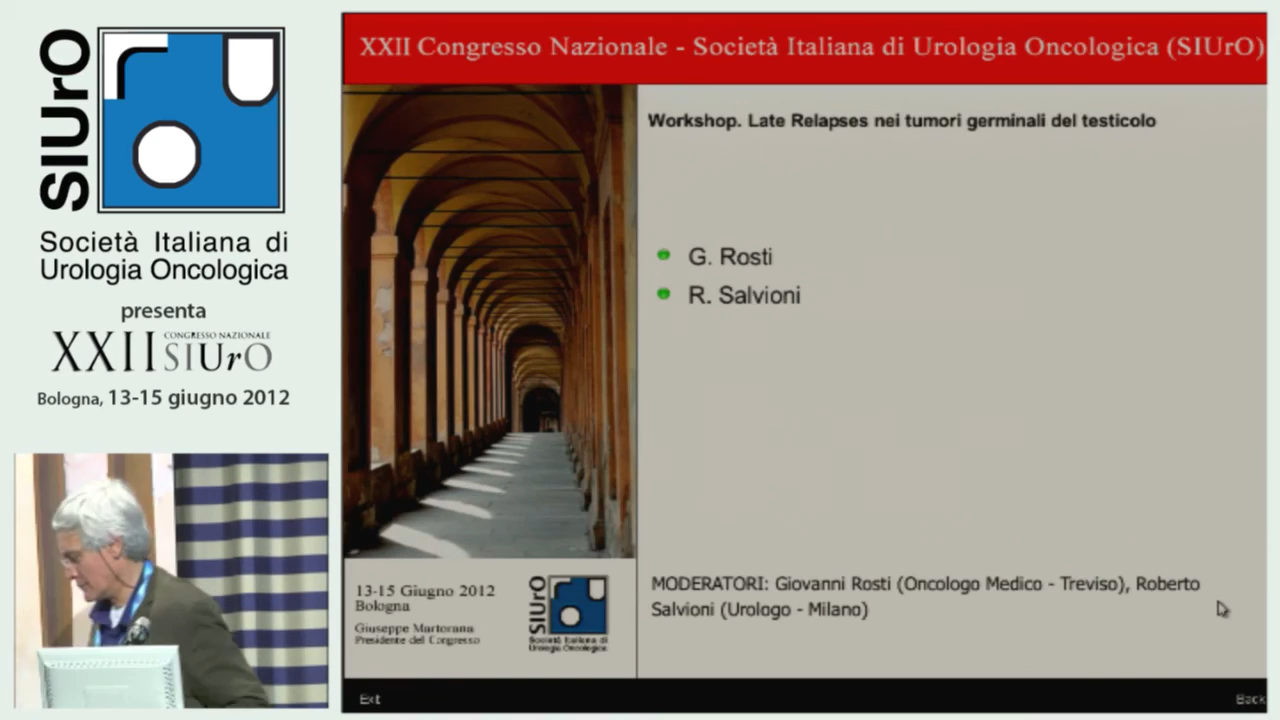 SIUrO
Società Italiana di
Urologia Oncologica
presenta
XXII CONGRESSO NAZIONALE
SIUrO
Bologna, 13-15 giugno 2012
XXII Congresso Nazionale - Società Italiana di Urologia Oncologica (SIUrO)
Workshop. Late Relapses nei tumori germinali del testicolo
G. Rosti
R. Salvioni
MODERATORI: Giovanni Rosti (Oncologo Medico - Treviso), Roberto
Salvioni (Urologo - Milano)
13-15 Giugno 2012
Bologna
Giuseppe Martorana
Presidente del Congresso
SIUrO
Società Italiana di
Urologia Oncologica
Exit
Back